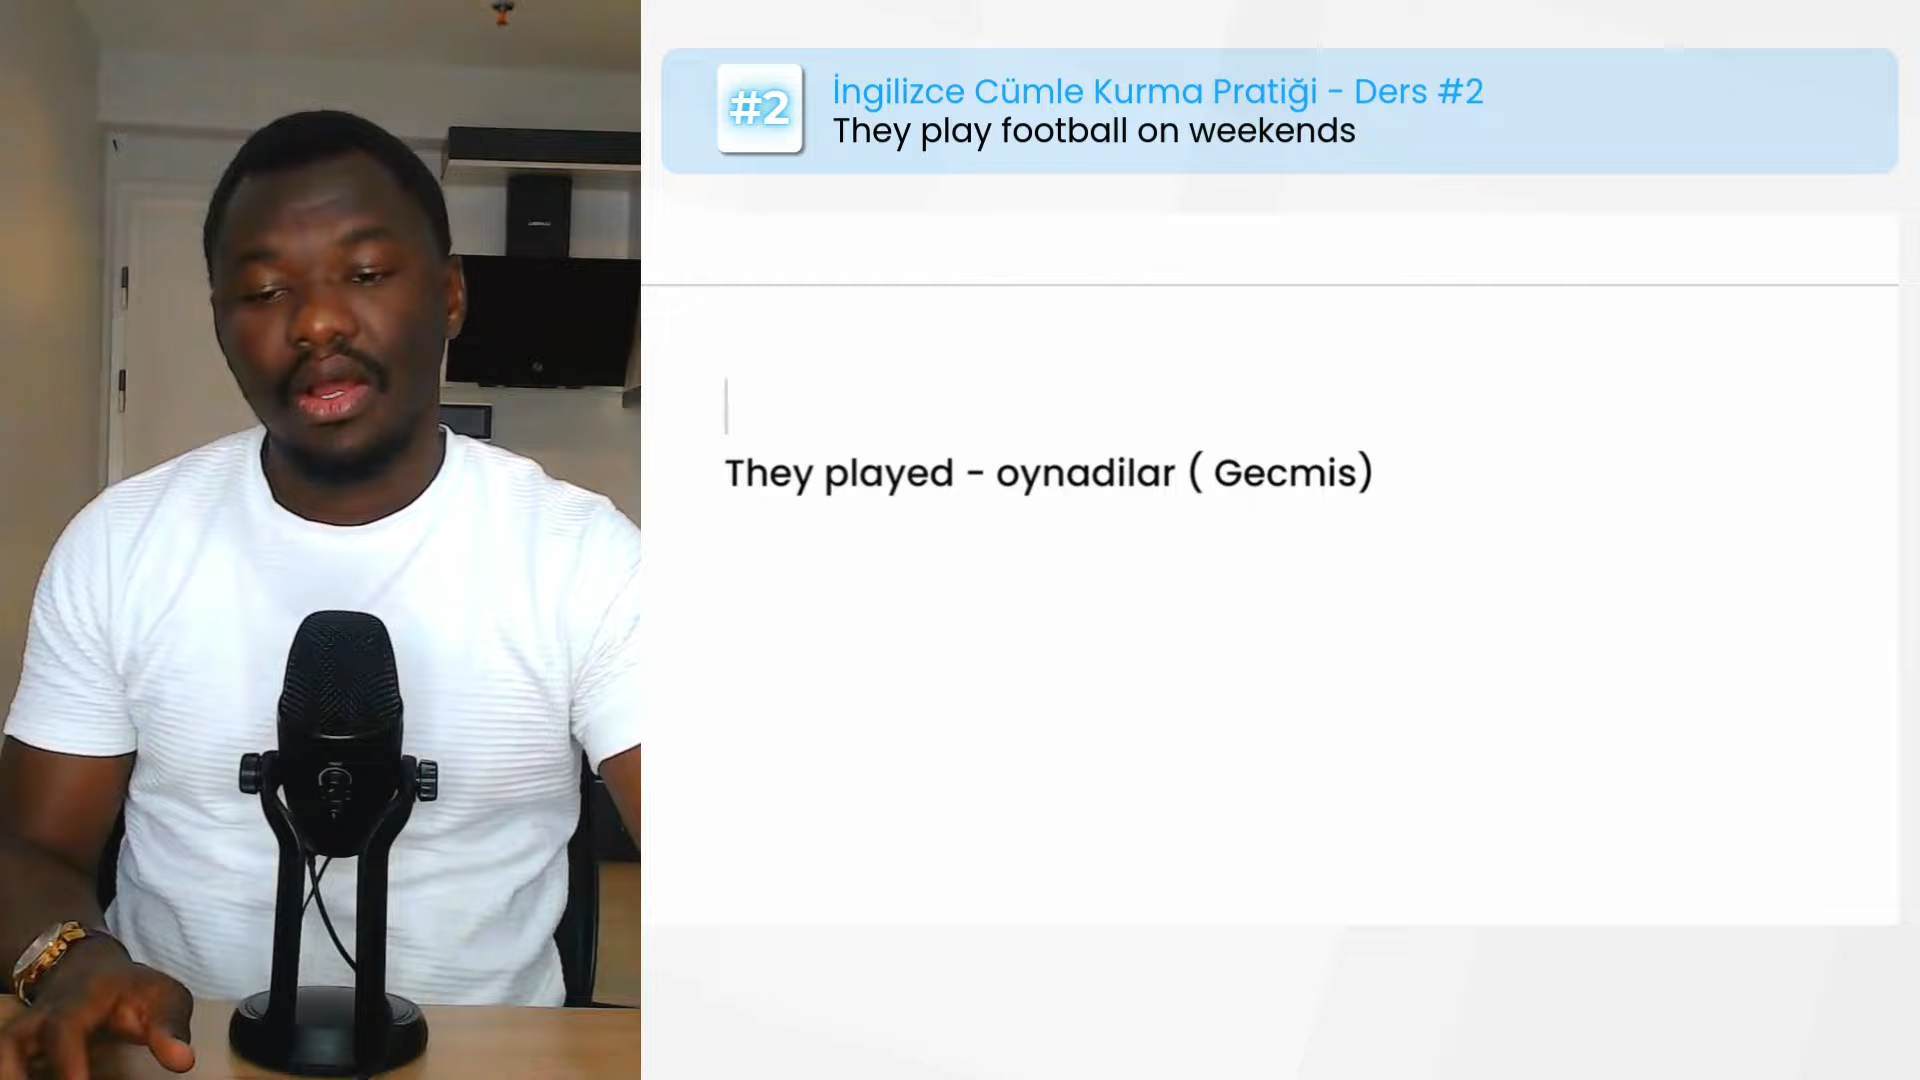 #2
İngilizce Cümle Kurma Pratiği - Ders #2
They play football on weekends
They played - oynadilar ( Gecmis)